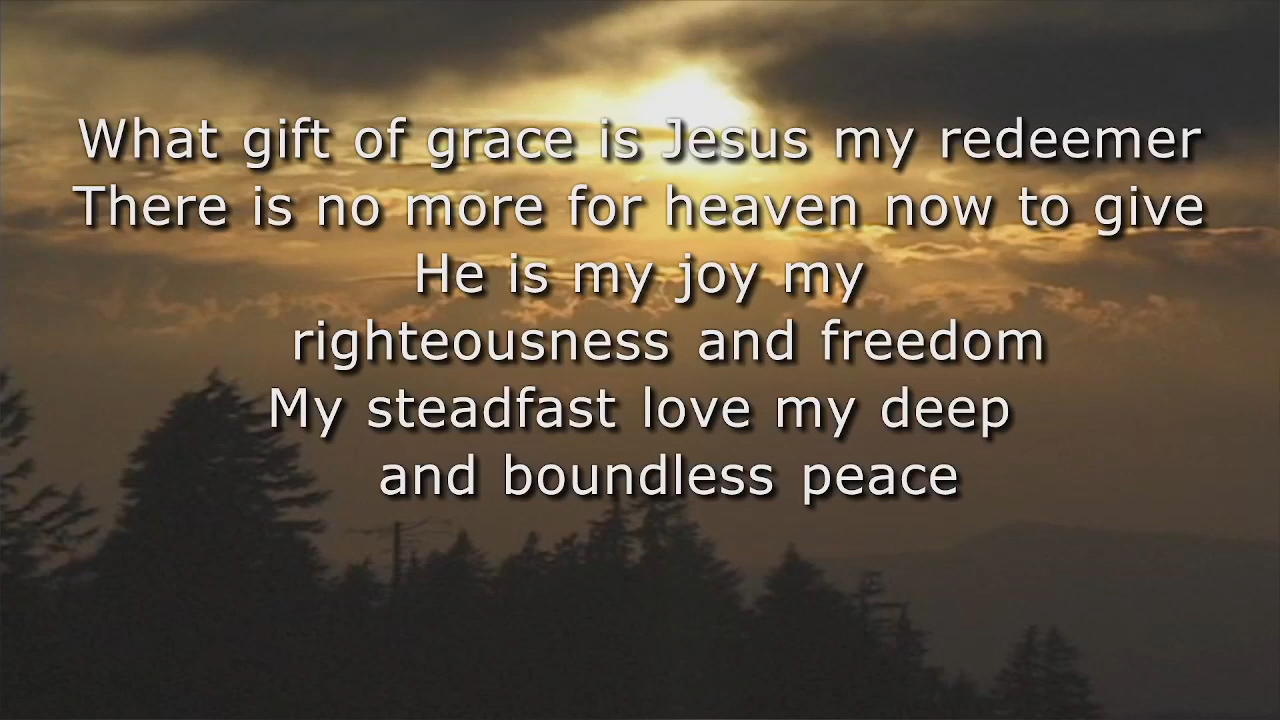 What gift of grace is Jesus my redeemer
There is no more for heaven now to give
He is my joy my
righteousness and freedom
My steadfast love my deep
and boundless peace